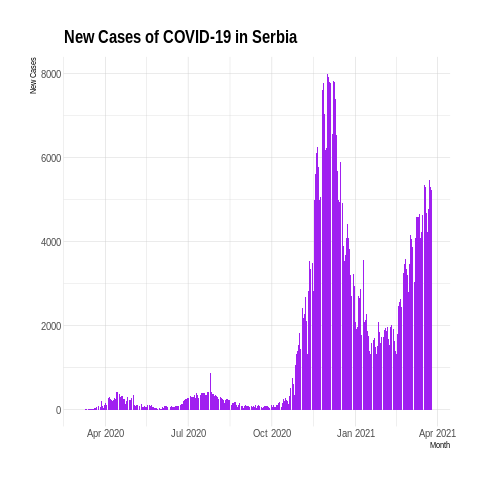 New Cases of COVID-19 in Serbia
New Cases
8000
6000
4000
2000
0
Apr 2020 Jul 2020 Oct 2020 Jan 2021 Apr 2021
Month